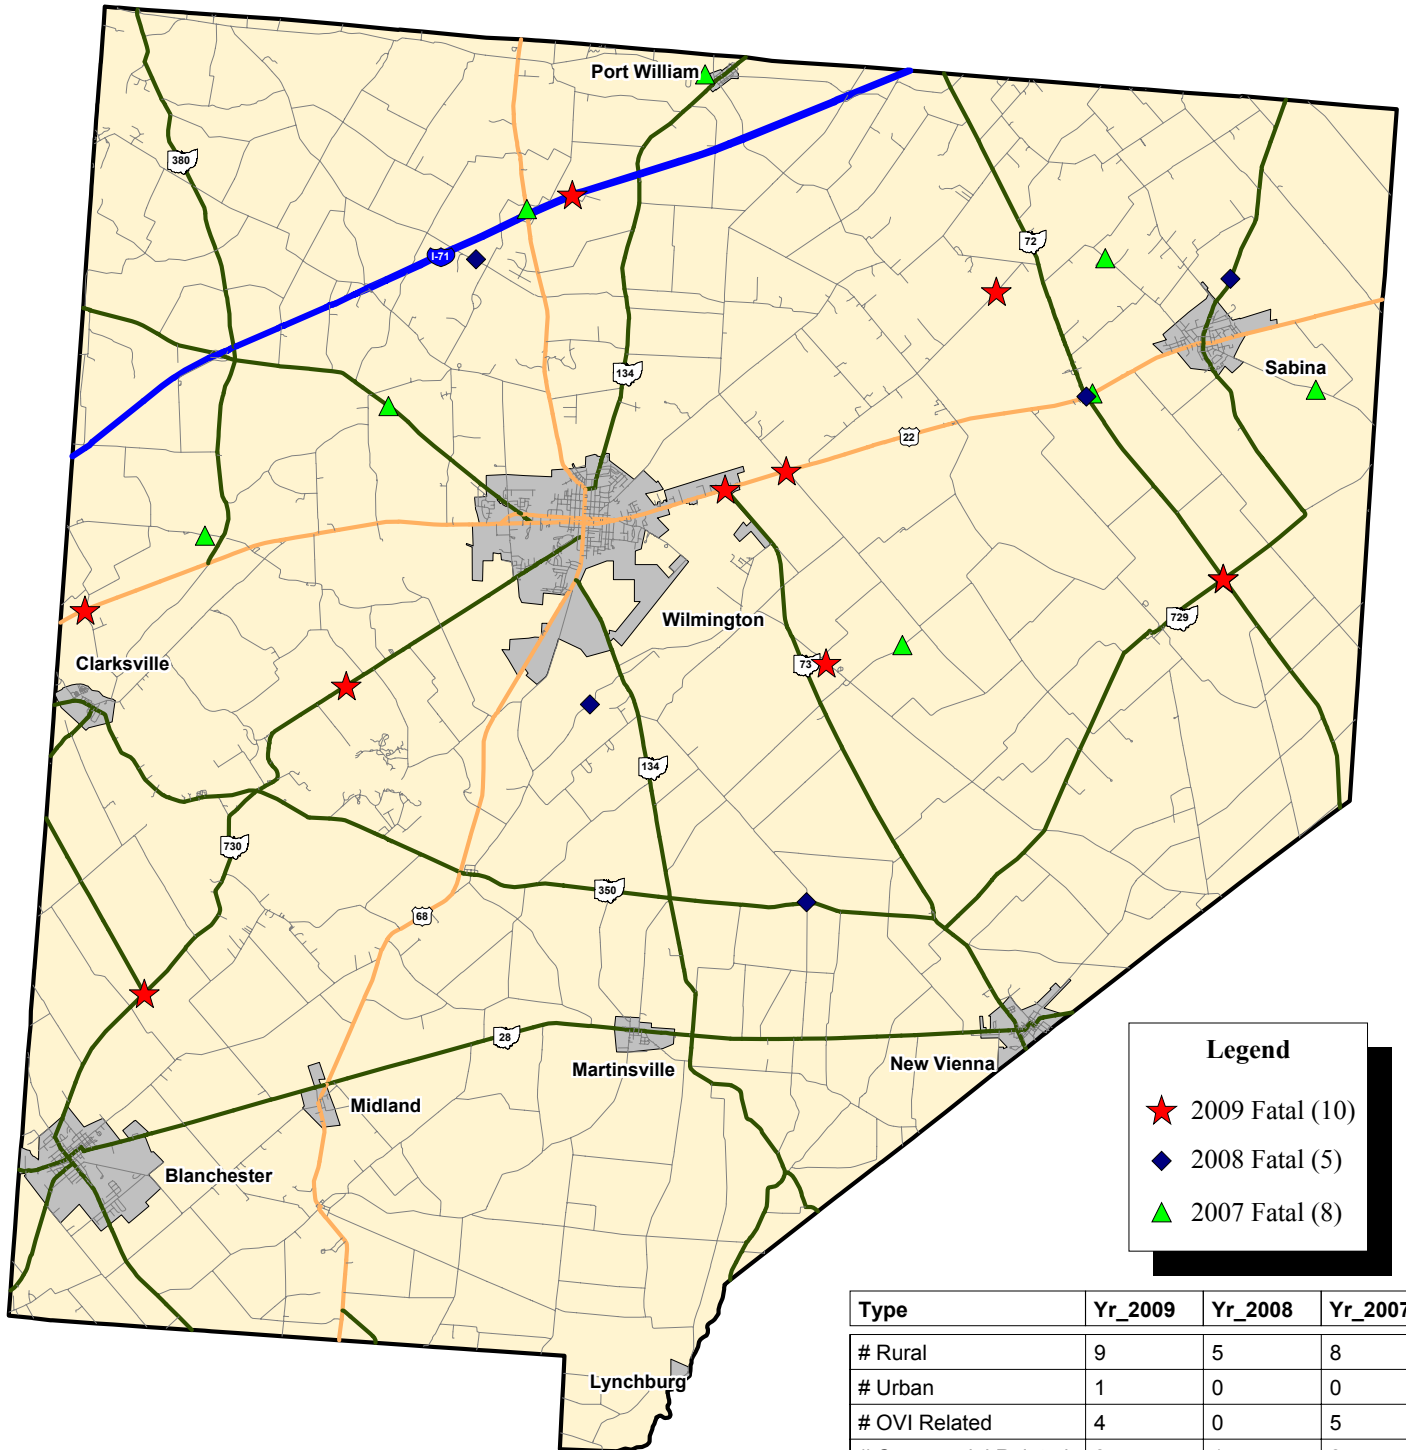 Port William
380
I-71
72
134
Sabina
22
Wilmington
729
Clarksville
73
134
730
350
68
28
Martinsville
New Vienna
Midland
Blanchester
Lynchburg
Legend
2009 Fatal (10)
2008 Fatal (5)
2007 Fatal (8)
Type Yr_2009 Yr_2008 Yr_2007
# Rural 9 5 8
# Urban 1 0 0
# OVI Related 4 0 5